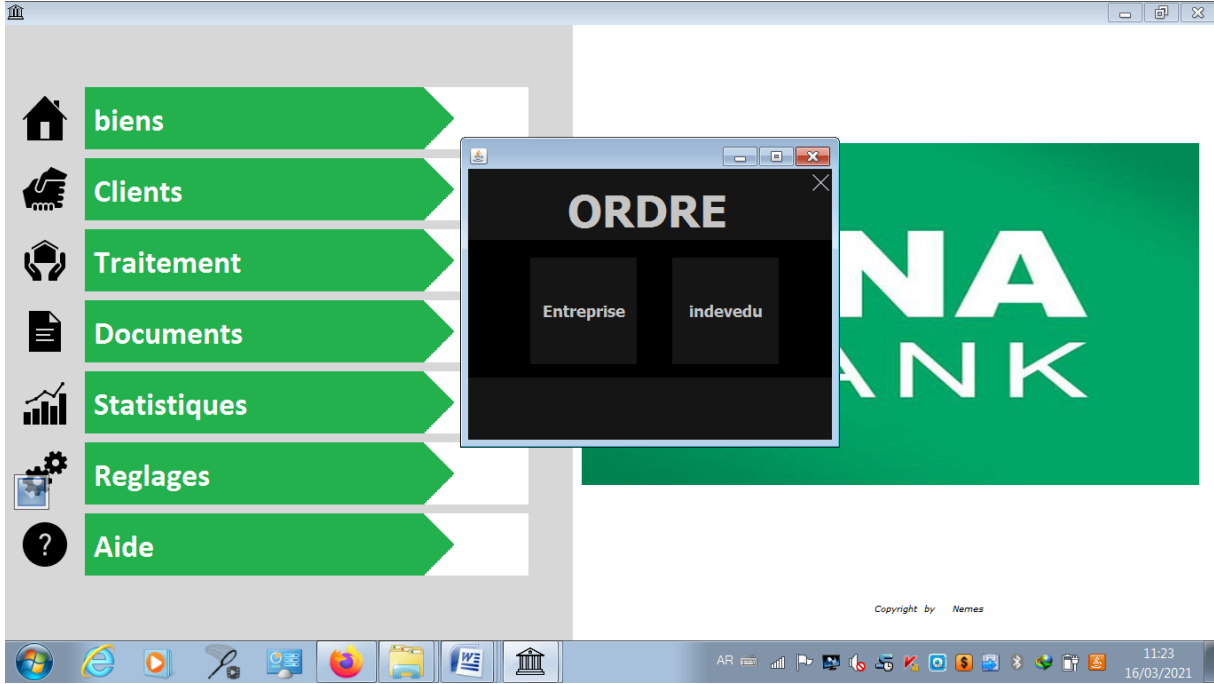 biens
Clients
Traitement
Documents
Statistiques
Reglages
Aide
ORDRE
Entreprise
indevedu
NA
ANK
Copyright by Nemes
AR
11:23
16/03/2021